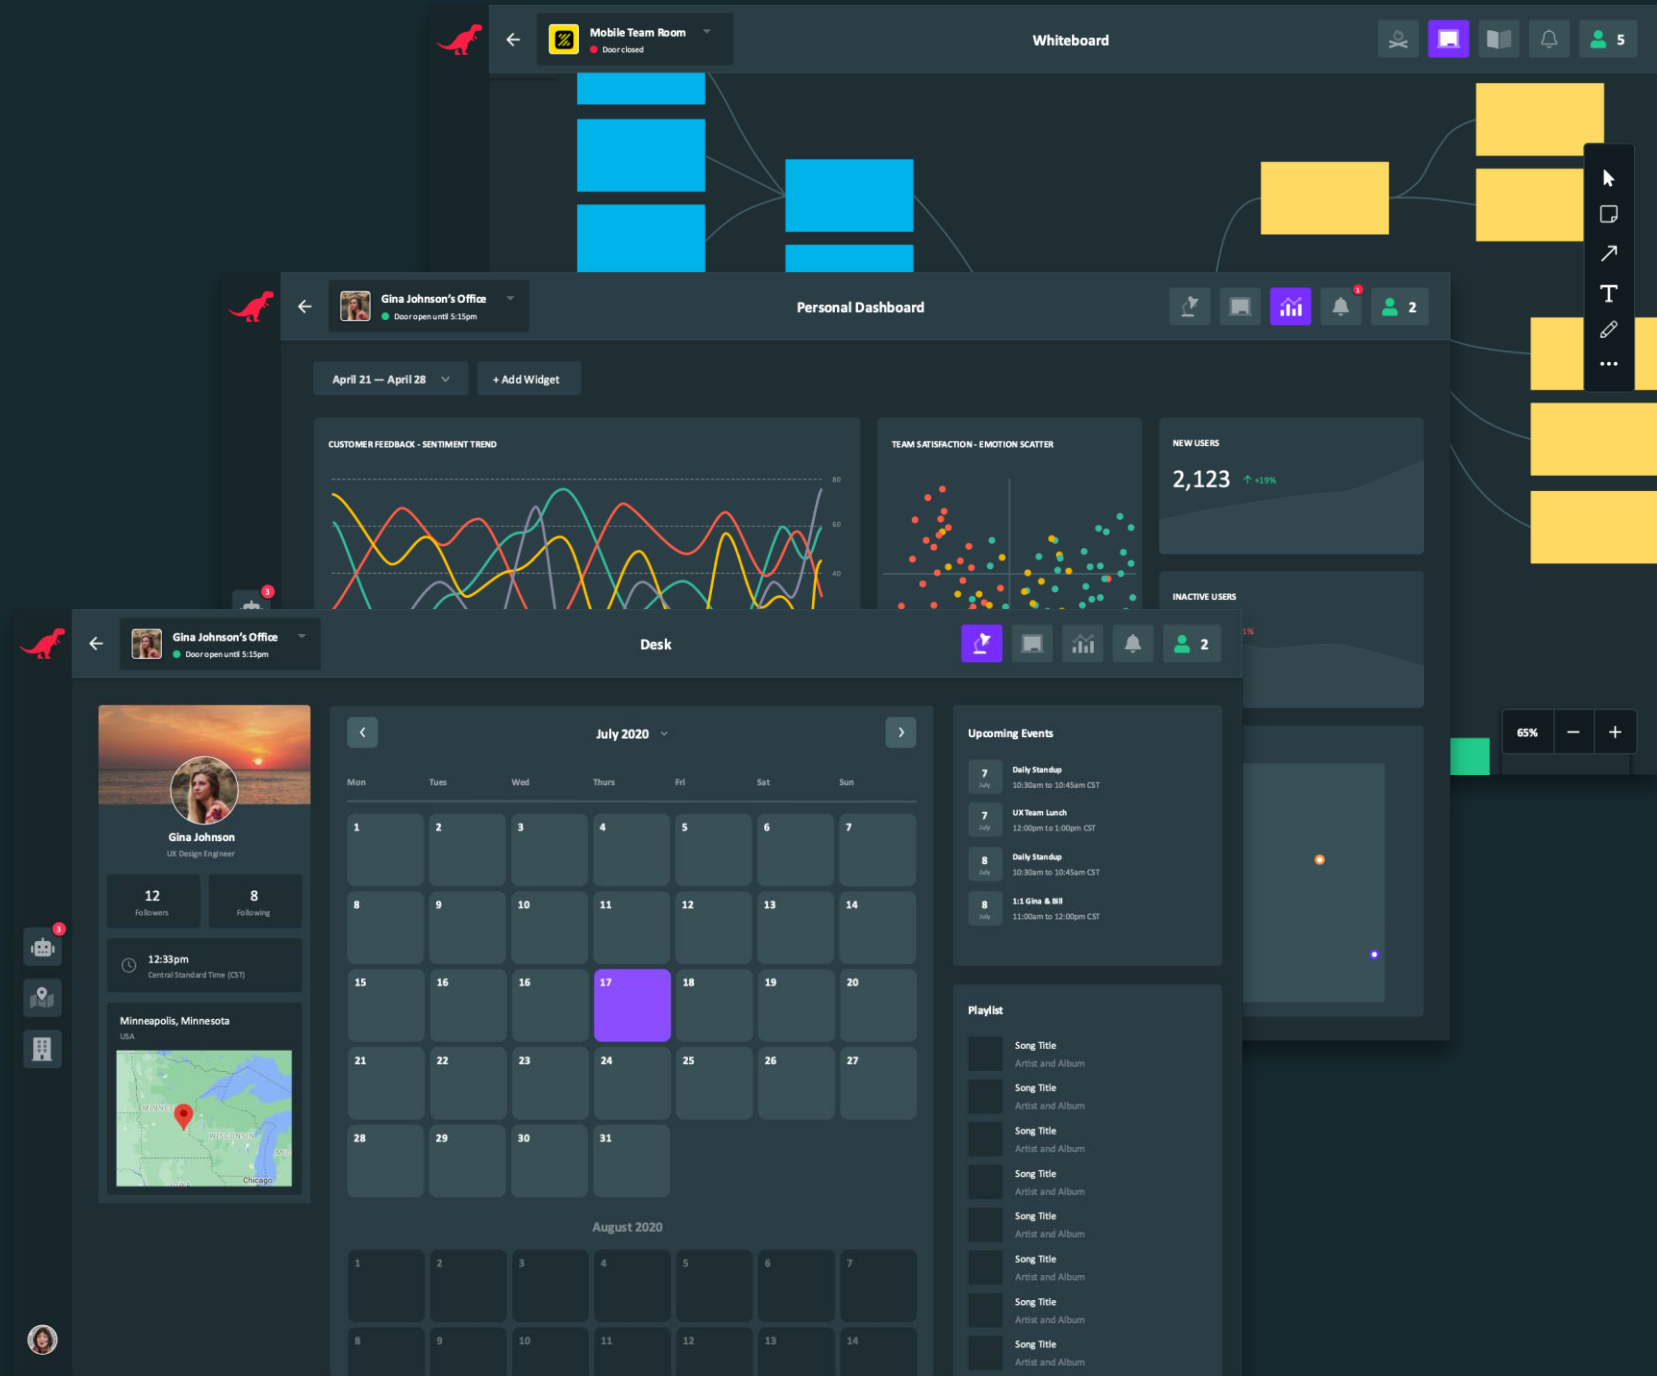 Mobile Team Room
Door closed
Whiteboard
5
Gina Johnson's Office
Door open until 5:15pm
Personal Dashboard
1
2
April 21 — April 28
+ Add Widget
CUSTOMER FEEDBACK - SENTIMENT TREND
80
60
40
TEAM SATISFACTION - EMOTION SCATTER
NEW USERS
2,123
+19%
INACTIVE USERS
1%
3
65%
Gina Johnson's Office
Door open until 5:15pm
Desk
2
Gina Johnson
UX Design Engineer
12
Followers
8
Following
12:33pm
Central Standard Time (CST)
Minneapolis, Minnesota
USA
WISCONSIN
Chicago
3
July 2020
Mon Tues Wed Thurs Fri Sat Sun
1 2 3 4 5 6 7
8 9 10 11 12 13 14
15 16 16 17 18 19 20
21 22 23 24 25 26 27
28 29 30 31
August 2020
1 2 3 4 5 6 7
8 9 10 11 12 13 14
Upcoming Events
7
July
Daily Standup
10:30am to 10:45am CST
7
July
UX Team Lunch
12:00pm to 1:00pm CST
8
July
Daily Standup
10:30am to 10:45am CST
8
July
1:1 Gina & Bill
11:00am to 12:00pm CST
Playlist
Song Title
Artist and Album
Song Title
Artist and Album
Song Title
Artist and Album
Song Title
Artist and Album
Song Title
Artist and Album
Song Title
Artist and Album
Song Title
Artist and Album
Song Title
Artist and Album